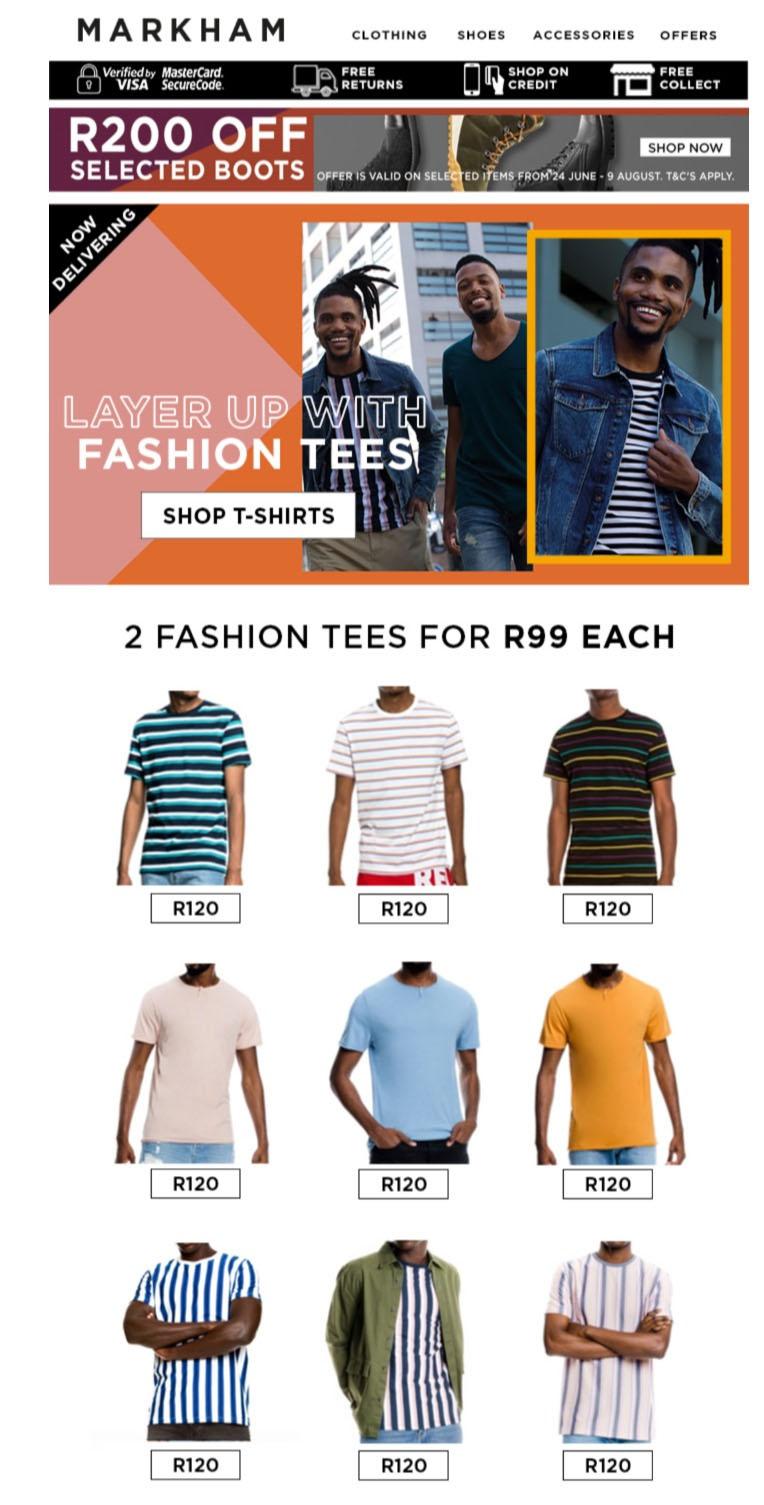 MARKHAM
CLOTHING SHOES ACCESSORIES OFFERS
Verified by VISA
MasterCard. SecureCode.
FREE RETURNS
SHOP ON CREDIT
FREE COLLECT
R200 OFF
SELECTED BOOTS
SHOP NOW
OFFER IS VALID ON SELECTED ITEMS FROM 24 JUNE - 9 AUGUST. T&C'S APPLY.
NOW
DELIVERING
LAYER UP WITH
FASHION TEES
SHOP T-SHIRTS
2 FASHION TEES FOR R99 EACH
RE
R120 R120 R120
R120 R120 R120
R120 R120 R120